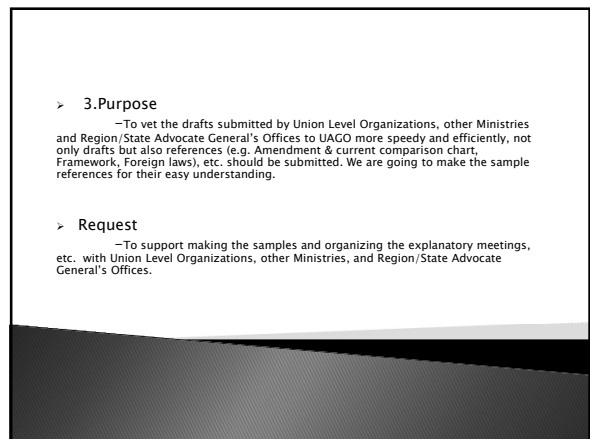 ➢ 3.Purpose
－To vet the drafts submitted by Union Level Organizations, other Ministries
and Region/State Advocate General's Offices to UAGO more speedy and efficiently, not
only drafts but also references (e.g. Amendment & current comparison chart,
Framework, Foreign laws), etc. should be submitted. We are going to make the sample
references for their easy understanding.
➢ Request
－To support making the samples and organizing the explanatory meetings,
etc. with Union Level Organizations, other Ministries, and Region/State Advocate
General's Offices.